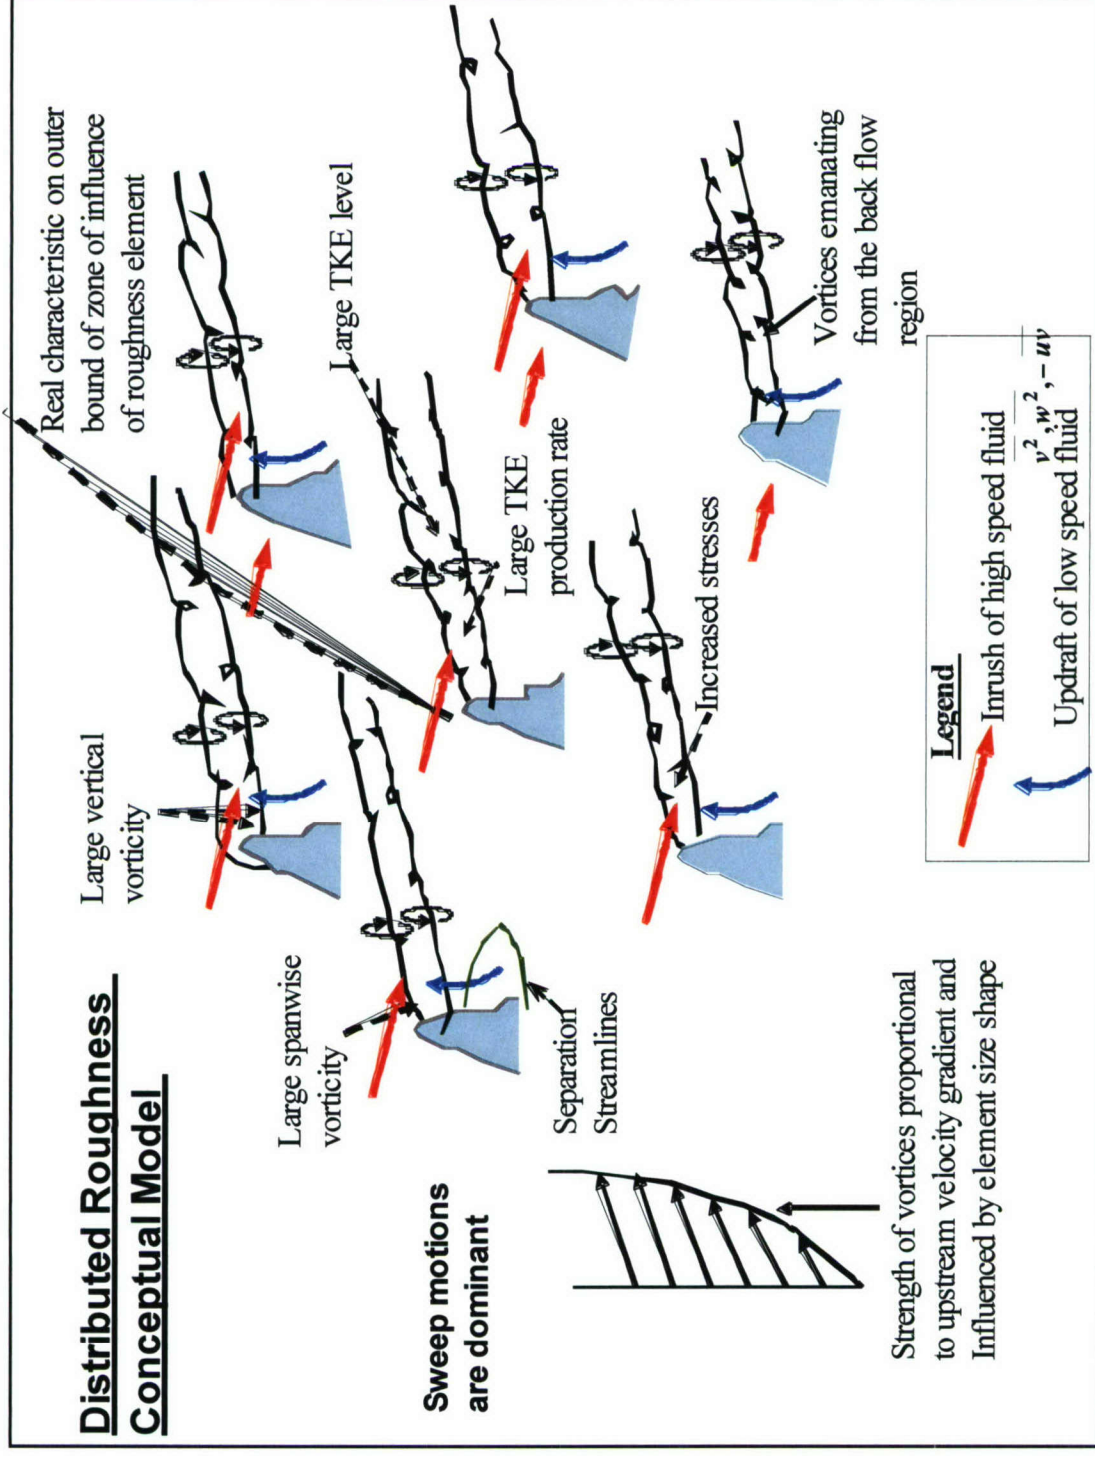 Distributed Roughness
Conceptual Model
Large vertical
vorticity
Real characteristic on outer
bound of zone of influence
of roughness element
Large spanwise
vorticity
Large TKE level
Sweep motions
are dominant
Separation
Streamlines
Large TKE
production rate
Increased stresses
Vortices emanating
from the back flow
region
Strength of vortices proportional
to upstream velocity gradient and
Influenced by element size shape
Legend
Inrush of high speed fluid
v², w², -uv
Updraft of low speed fluid